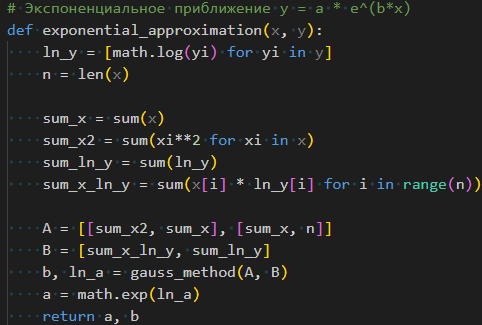 # Экспоненциальное приближение y = a * e^(b*x)
def exponential_approximation(x, y):
    ln_y = [math.log(yi) for yi in y]
    n = len(x)

    sum_x = sum(x)
    sum_x2 = sum(xi**2 for xi in x)
    sum_ln_y = sum(ln_y)
    sum_x_ln_y = sum(x[i] * ln_y[i] for i in range(n))

    A = [[sum_x2, sum_x], [sum_x, n]]
    B = [sum_x_ln_y, sum_ln_y]
    b, ln_a = gauss_method(A, B)
    a = math.exp(ln_a)
    return a, b